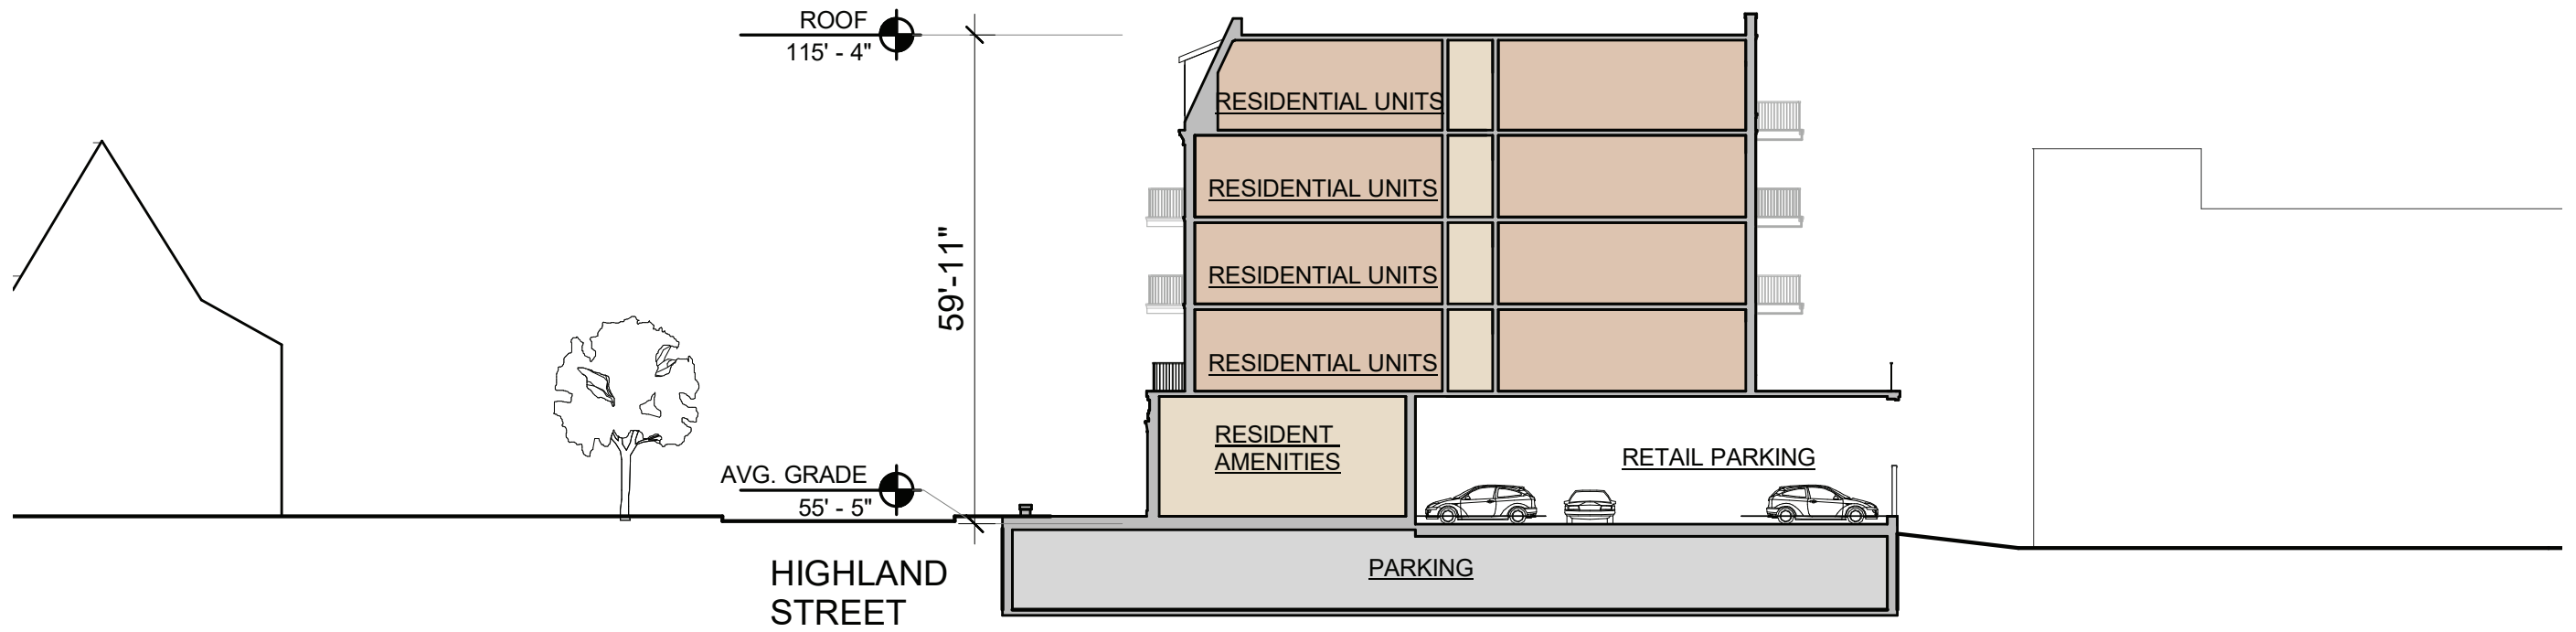 ROOF
115' - 4"
59'-11"
RESIDENTIAL UNITS
RESIDENTIAL UNITS
RESIDENTIAL UNITS
RESIDENTIAL UNITS
RESIDENT
AMENITIES
RETAIL PARKING
AVG. GRADE
55' - 5"
HIGHLAND
STREET
PARKING